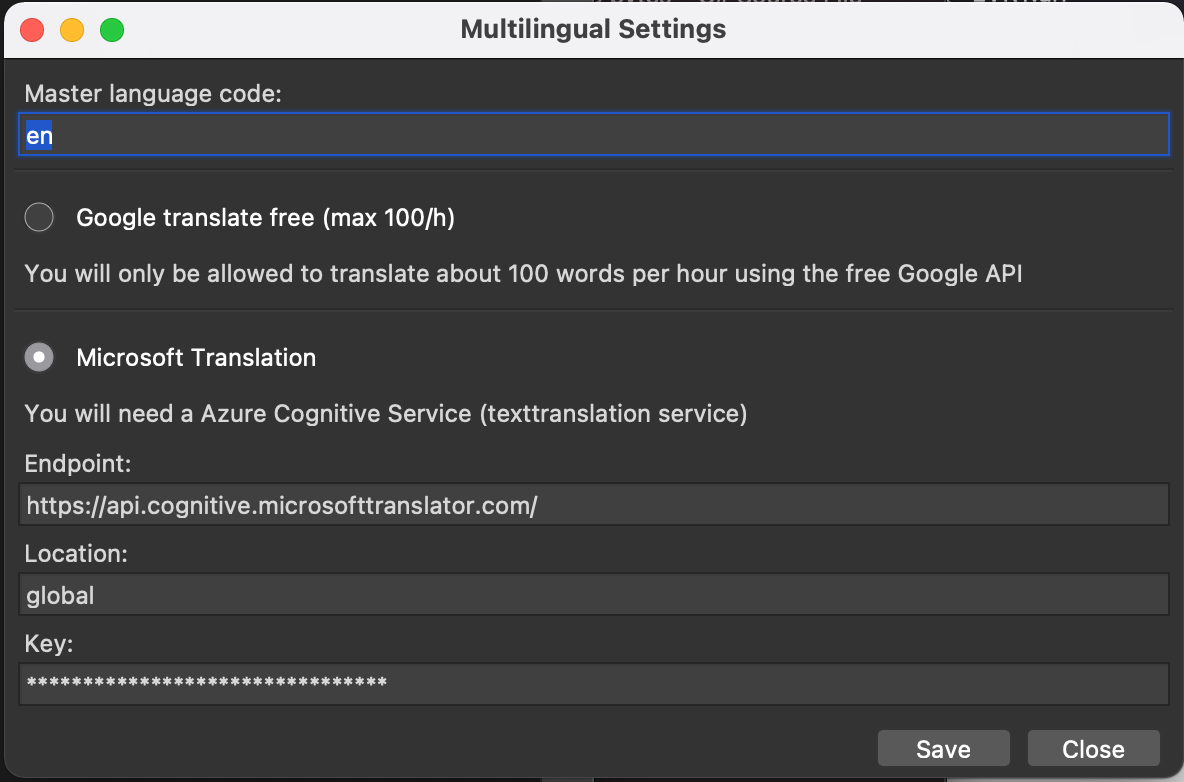 Multilingual Settings
Master language code:
en
Google translate free (max 100/h)
You will only be allowed to translate about 100 words per hour using the free Google API
Microsoft Translation
You will need a Azure Cognitive Service (texttranslation service)
Endpoint:
https://api.cognitive.microsofttranslator.com/
Location:
global
Key:
********************************
Save Close